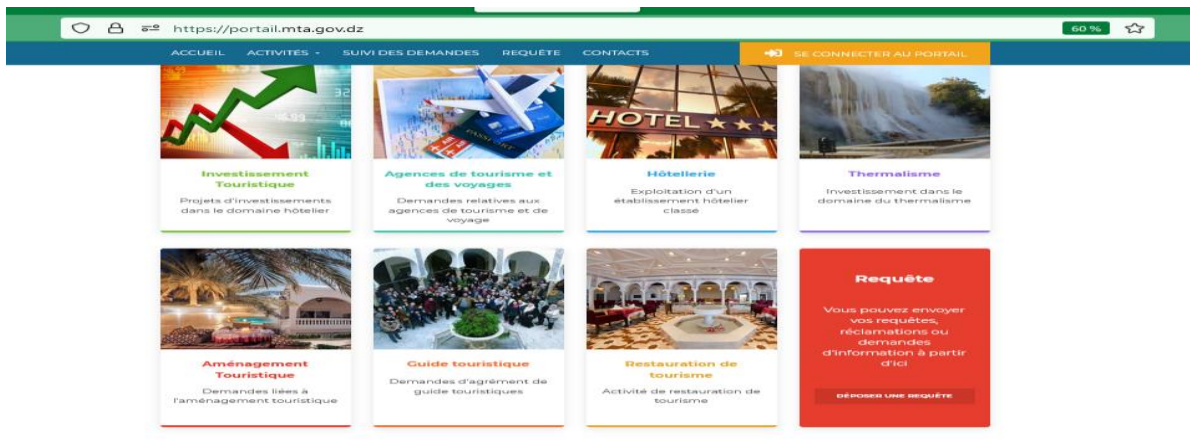 https://portail.mta.gov.dz
60 %
ACCUEIL ACTIVITÉS SUIVI DES DEMANDES REQUÊTE CONTACTS SE CONNECTER AU PORTAIL
HOTEL
PASSPORT
Investissement
Touristique
Projets d'investissements
dans le domaine hôtelier
Agences de tourisme et
des voyages
Demandes relatives aux
agences de tourisme et de
voyage
Hôtellerie
Exploitation d'un
établissement hôtelier
classé
Thermalisme
Investissement dans le
domaine du thermalisme
Aménagement
Touristique
Demandes liées à
l'aménagement touristique
Guide touristique
Demandes d'agrément de
guide touristiques
Restauration de
tourisme
Activité de restauration de
tourisme
Requête
Vous pouvez envoyer
vos requêtes,
réclamations ou
demandes
d'information à partir
d'ici
DÉPOSER UNE REQUÊTE